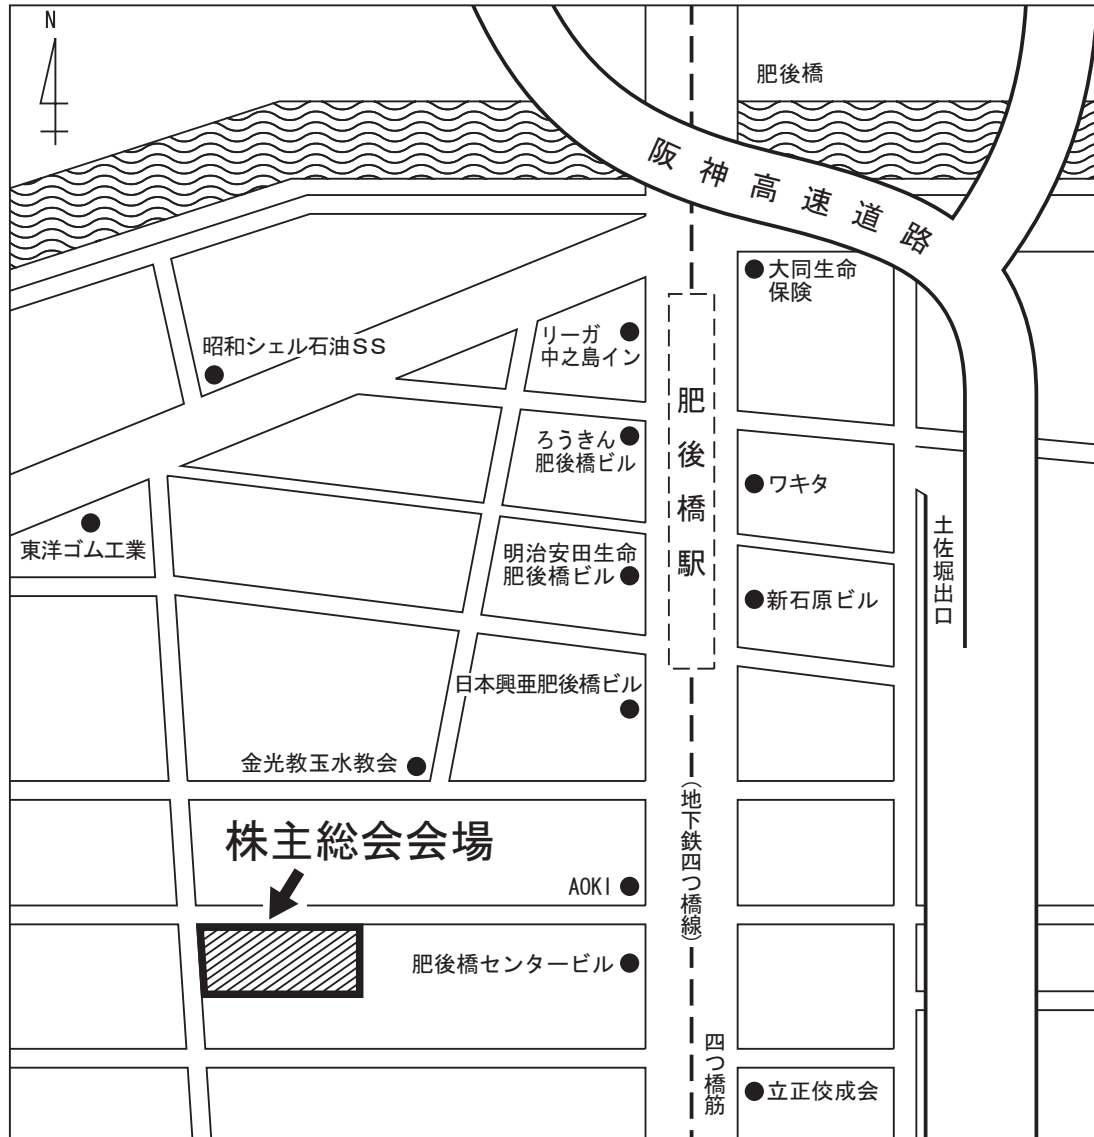 N
肥後橋
阪神高速道路
大同生命
保険
リーガ
中之島イン
昭和シェル石油SS
肥後橋駅
ろうきん
肥後橋ビル
ワキタ
東洋ゴム工業
明治安田生命
肥後橋ビル
土佐堀出口
新石原ビル
日本興亜肥後橋ビル
金光教玉水教会
(地下鉄四つ橋線)
株主総会会場
AOKI
肥後橋センタービル
四つ橋筋
立正佼成会